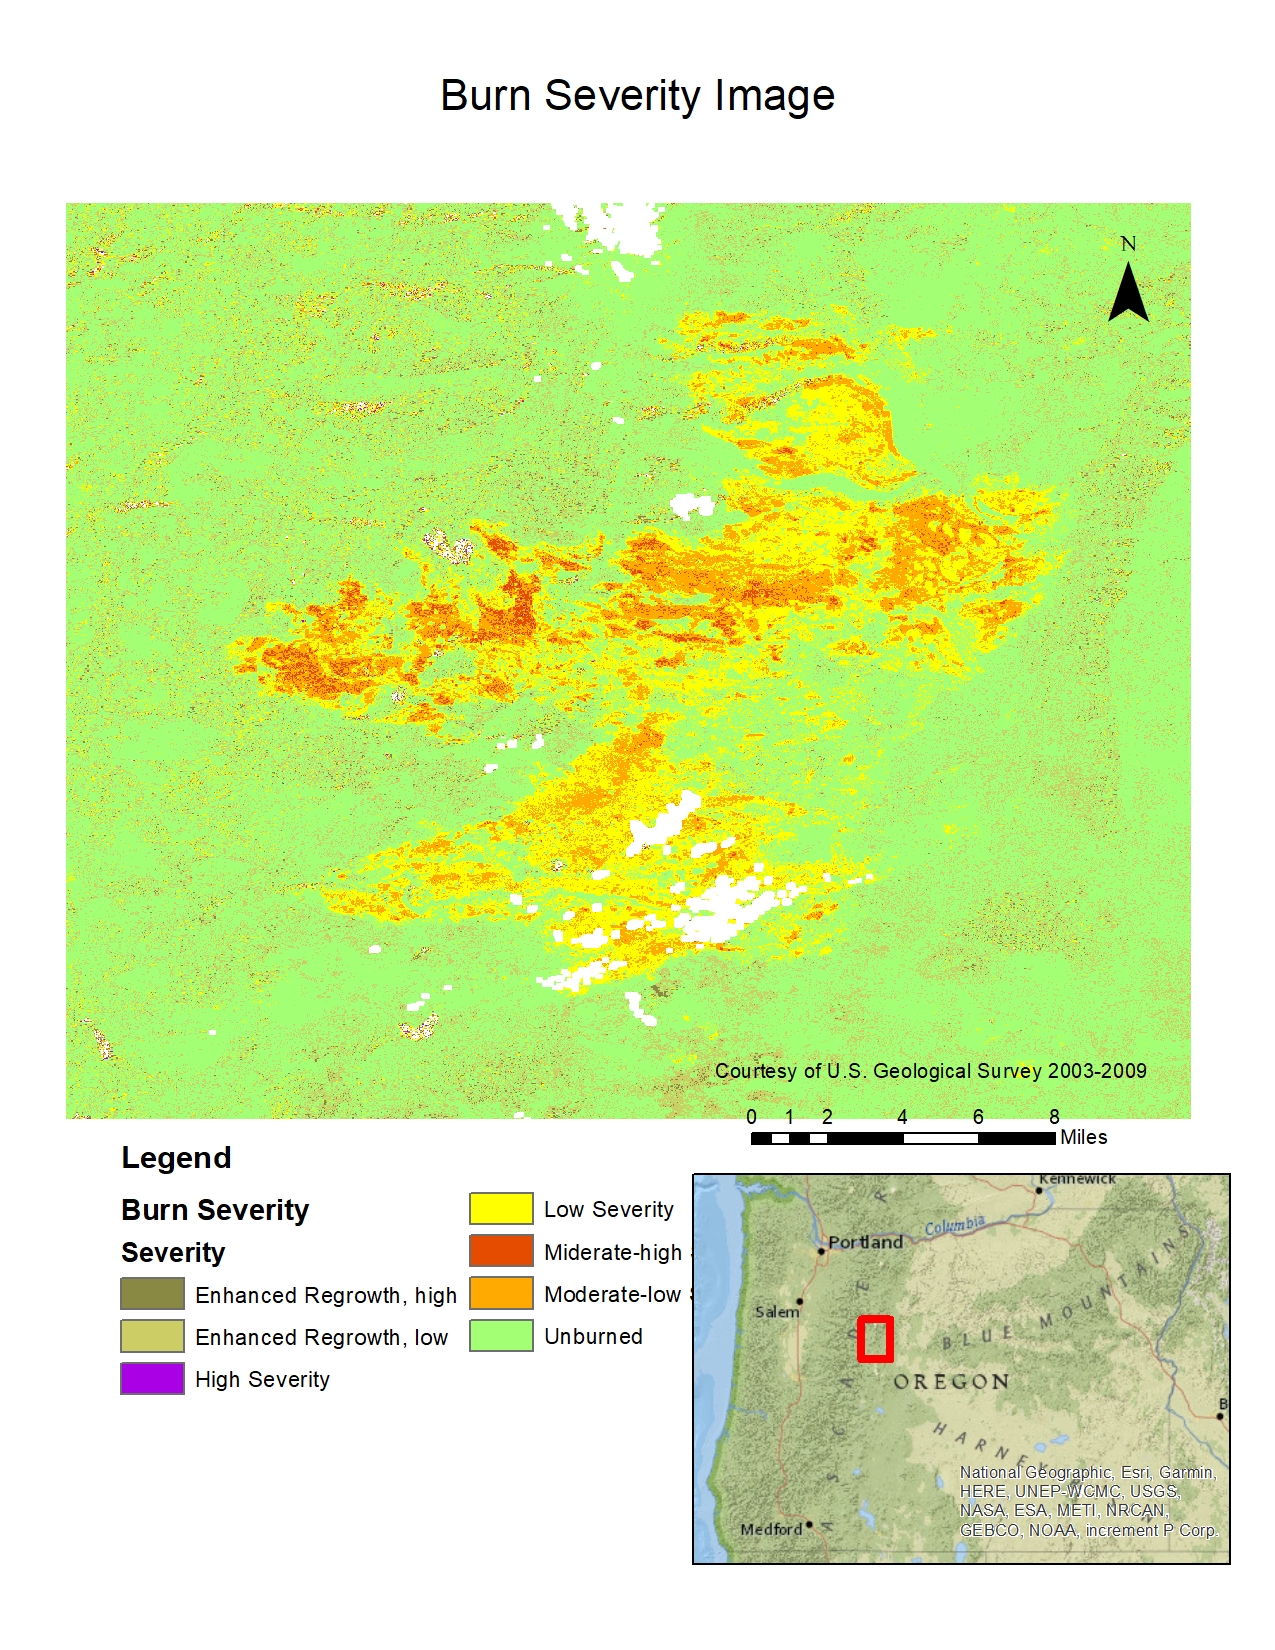 Burn Severity Image
N
Courtesy of U.S. Geological Survey 2003-2009
0 1 2 4 6 8
Miles
Legend
Burn Severity
Severity
Enhanced Regrowth, high
Enhanced Regrowth, low
High Severity
Low Severity
Miderate-high
Moderate-low
Unburned
Kennewick
Columbia
Portland
Salem
BLUE MOUNTAINS
OREGON
HARNEY
B
Medford
National Geographic, Esri, Garmin,
HERE, UNEP-WCMC, USGS,
NASA, ESA, METI, NRCAN,
GEBCO, NOAA, increment P Corp.